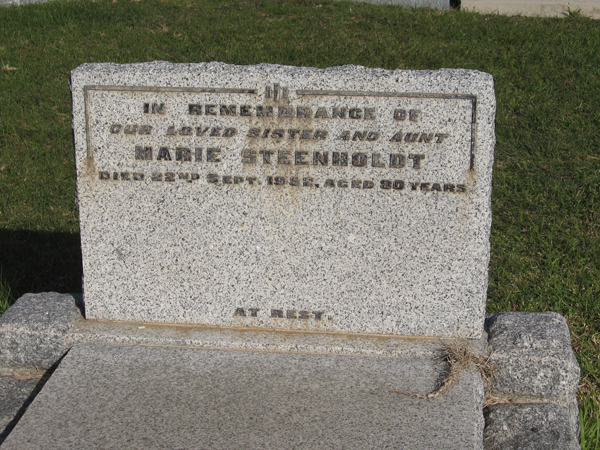 IN REMEMBRANCE OF
OUR LOVED SISTER AND AUNT
MARIE STEENHOLDT
DIED 22ND SEPT. AGED 90 YEARS
AT REST.